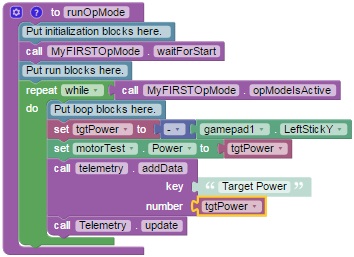 to runOpMode
Put initialization blocks here.
call MyFIRSTOpMode . waitForStart
Put run blocks here.
repeat while call MyFIRSTOpMode . opModeIsActive
do Put loop blocks here.
set tgtPower to - gamepad1 . LeftStickY
set motorTest . Power to tgtPower
call telemetry . addData
key “ Target Power ”
number tgtPower
call Telemetry . update